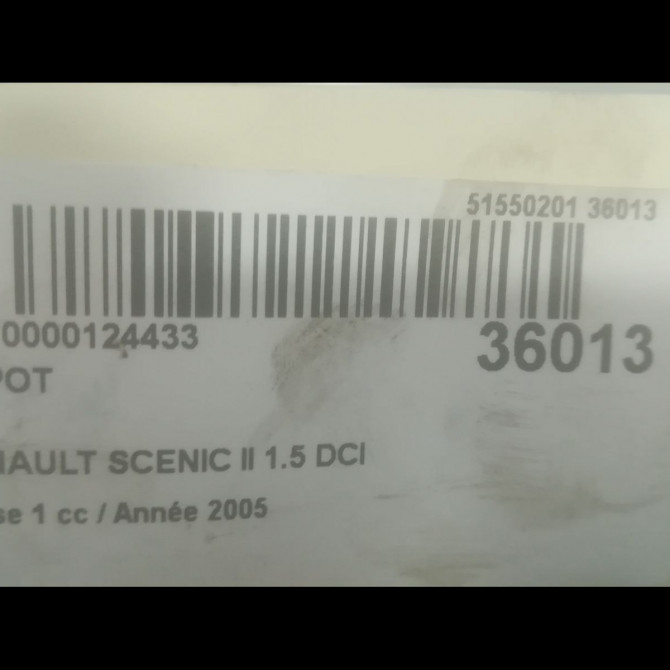 51550201 36013
0000124433
36013
POT
NAULT SCENIC II 1.5 DCI
se 1 cc / Année 2005